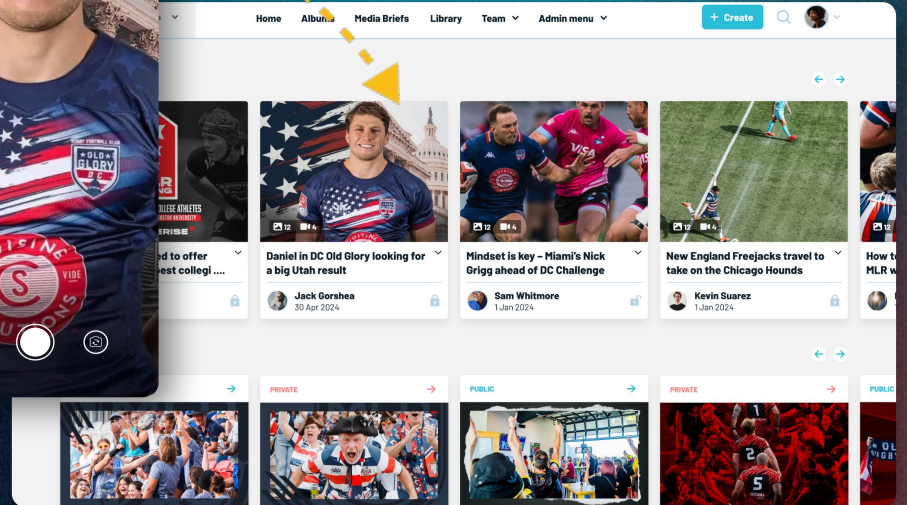 Home Albums Media Briefs Library Team Admin menu + Create
OLD
GLORY
DC
COLLEGE ATHLETES
ed to offer
best collegi ....
12 4
Daniel in DC Old Glory looking for
a big Utah result
Jack Gorshea
30 Apr 2024
VISA
12 4
Mindset is key – Miami's Nick
Grigg ahead of DC Challenge
Sam Whitmore
1 Jan 2024
12 4
New England Freejacks travel to
take on the Chicago Hounds
Kevin Suarez
1 Jan 2024
12
How to
MLR w
PRIVATE
PUBLIC
PRIVATE
2
5
PUBLIC